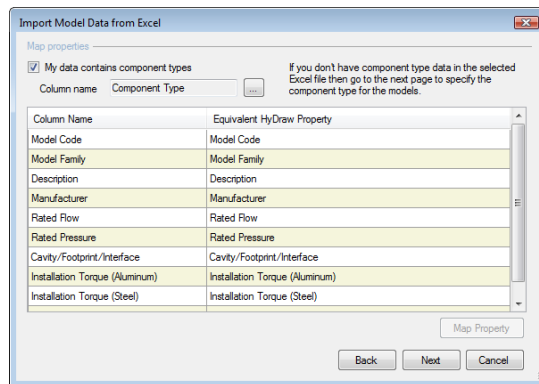 Import Model Data from Excel
Map properties
My data contains component types
Column name Component Type ...
If you don't have component type data in the selected
Excel file then go to the next page to specify the
component type for the models.
Column Name Equivalent HyDraw Property
Model Code Model Code
Model Family Model Family
Description Description
Manufacturer Manufacturer
Rated Flow Rated Flow
Rated Pressure Rated Pressure
Cavity/Footprint/Interface Cavity/Footprint/Interface
Installation Torque (Aluminum) Installation Torque (Aluminum)
Installation Torque (Steel) Installation Torque (Steel)
Map Property
Back Next Cancel